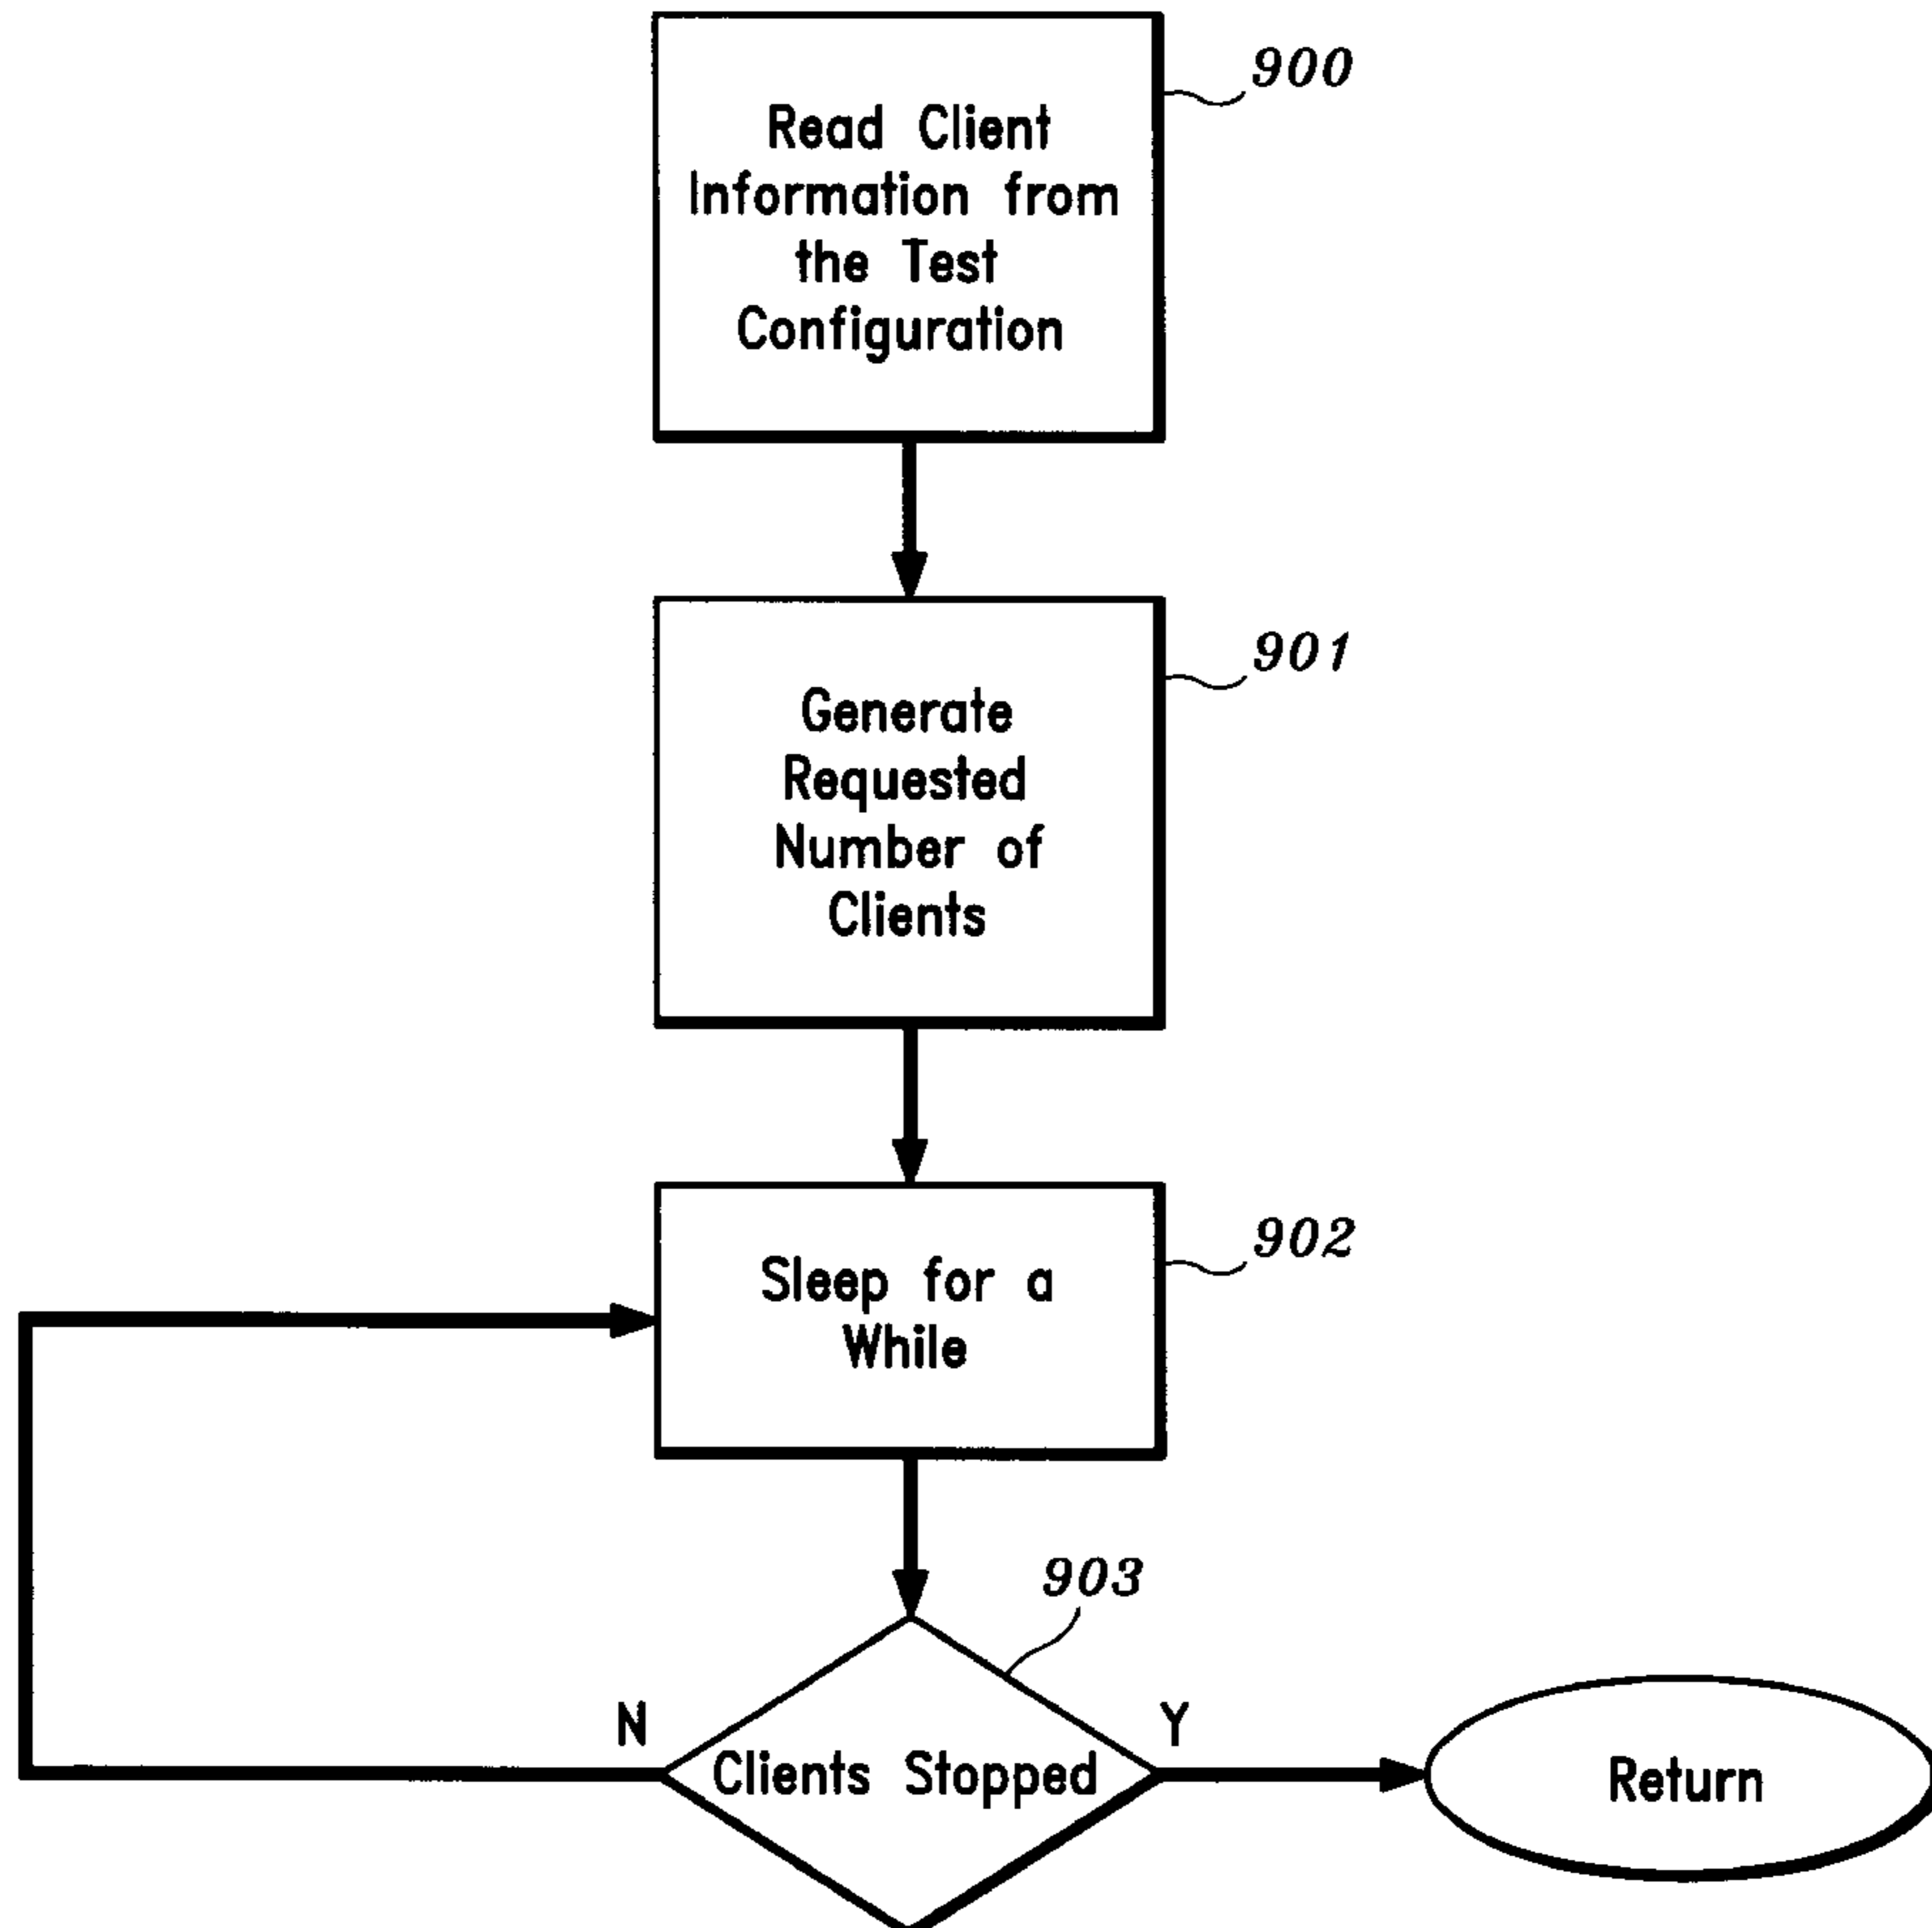 900
Read Client
Information from
the Test
Configuration
901
Generate
Requested
Number of
Clients
902
Sleep for a
While
903
N
Y
Clients Stopped
Return